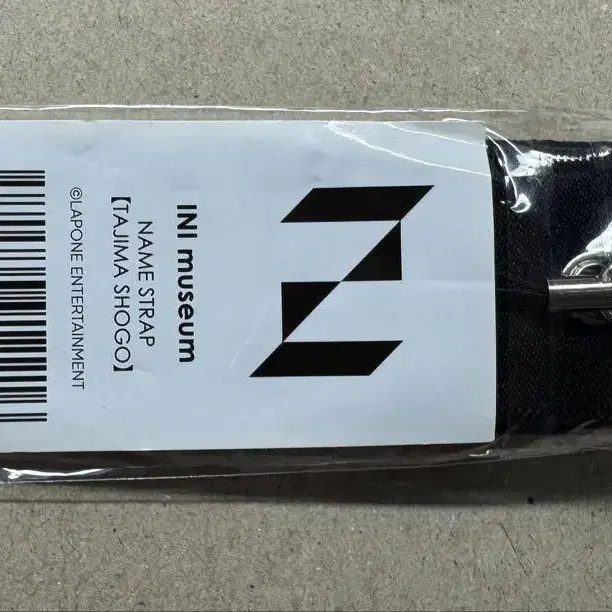 INI museum
NAME STRAP
【TAJIMA SHOGO】
©LAPONE ENTERTAINMENT